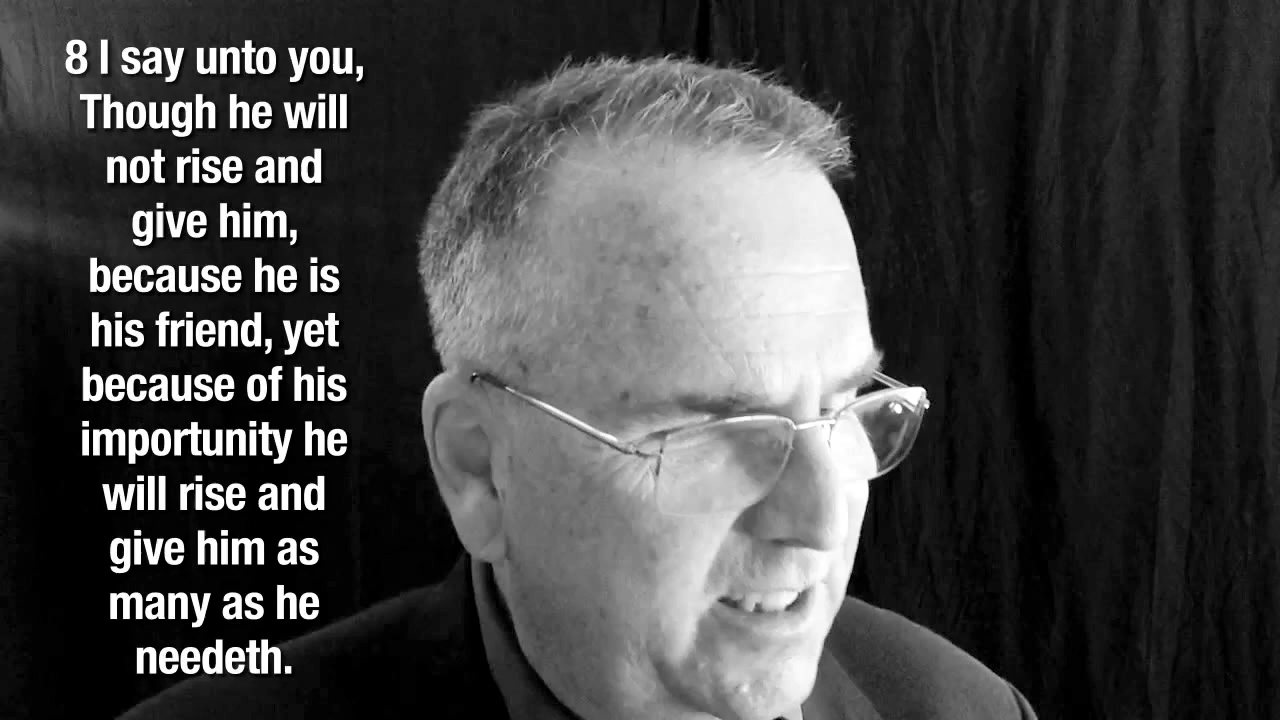 8 I say unto you,
Though he will
not rise and
give him,
because he is
his friend, yet
because of his
importunity he
will rise and
give him as
many as he
needeth.